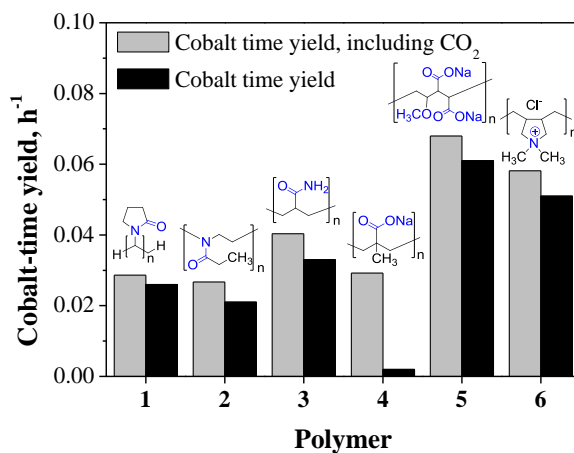 Cobalt-time yield, h⁻¹
0.10
0.08
0.06
0.04
0.02
0.00
Cobalt time yield, including CO₂
Cobalt time yield
N
O
H
H
n
N
O
CH₃
n
O
NH₂
n
O
ONa
CH₃
n
O
ONa
H₃CO
O
ONa
n
Cl⁻
N
+
H₃C
CH₃
n
1 2 3 4 5 6
Polymer